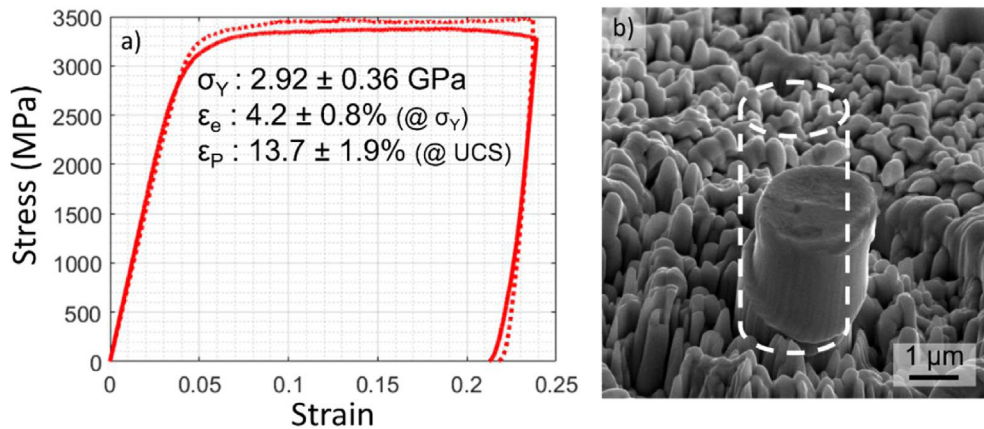 a)
σY : 2.92 ± 0.36 GPa
εe : 4.2 ± 0.8% (@ σY)
εP : 13.7 ± 1.9% (@ UCS)
Stress (MPa)
3500
3000
2500
2000
1500
1000
500
0
0 0.05 0.1 0.15 0.2 0.25
Strain
b)
1 µm